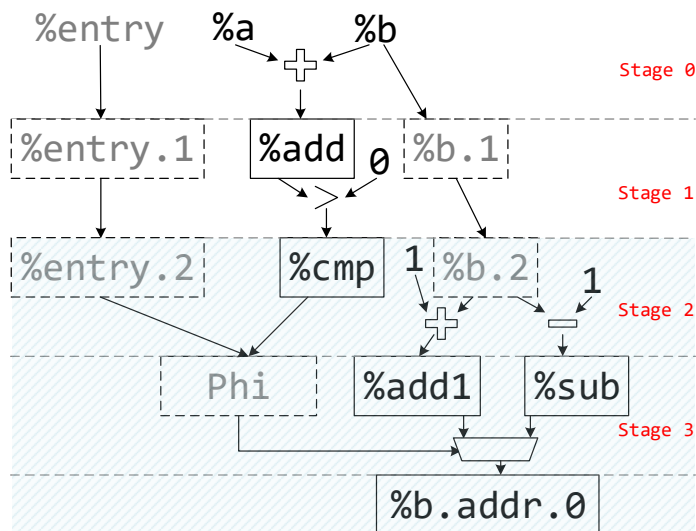 %entry %a %b
Stage 0
%entry.1 %add %b.1
0
>
Stage 1
%entry.2 %cmp 1 %b.2 1
+ −
Stage 2
Phi %add1 %sub
Stage 3
%b.addr.0